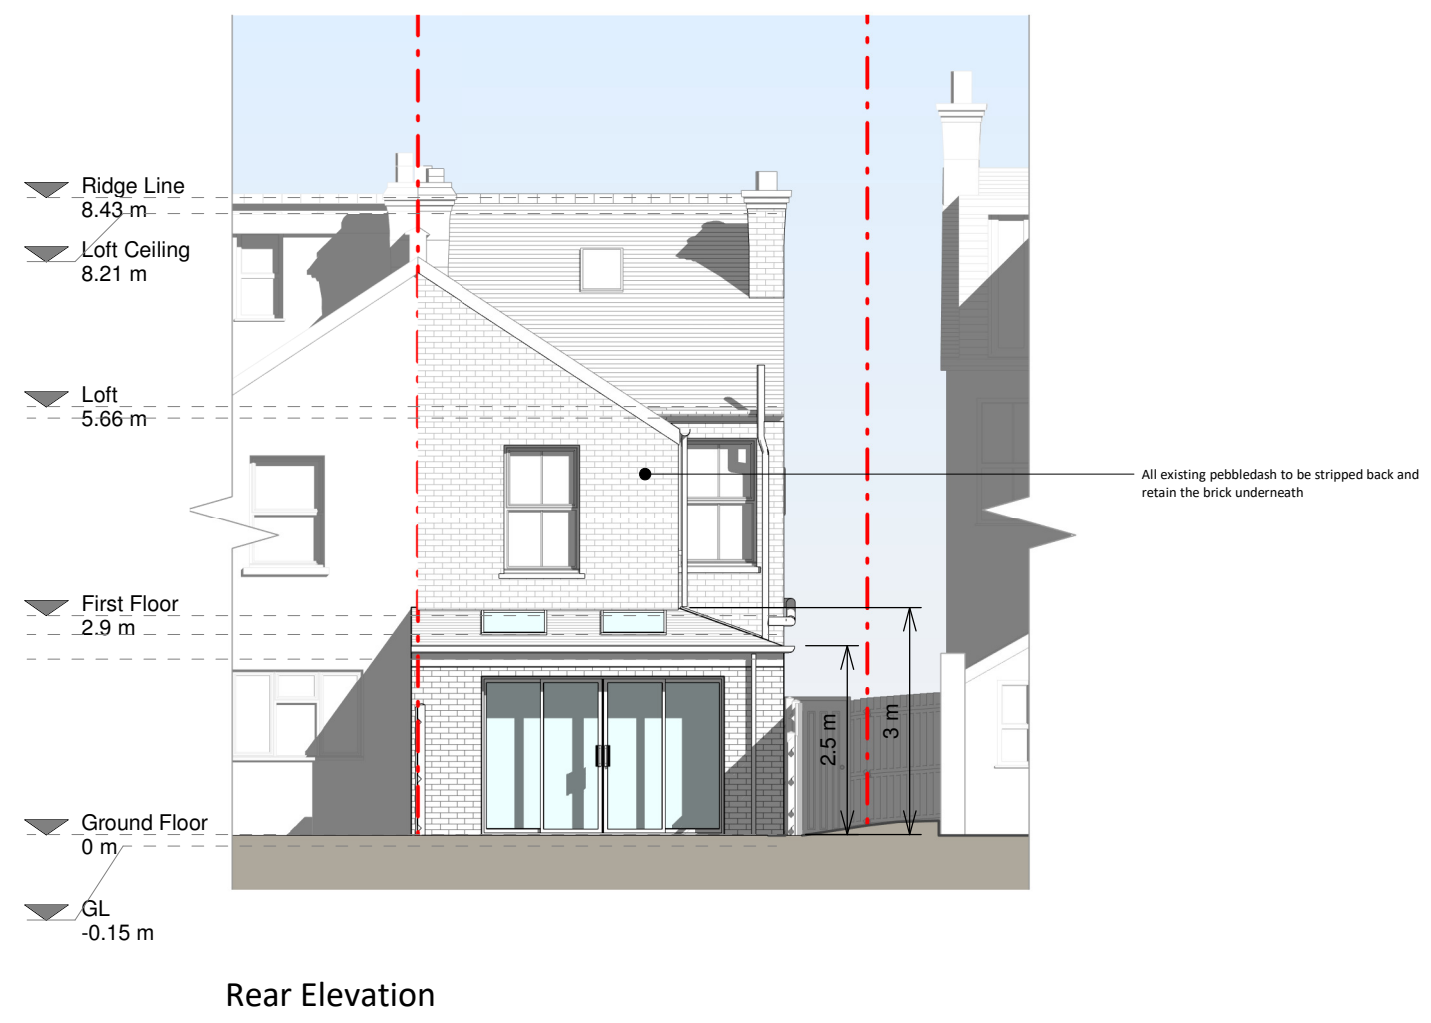 Ridge Line
8.43 m
Loft Ceiling
8.21 m
Loft
5.66 m
All existing pebbledash to be stripped back and
retain the brick underneath
First Floor
2.9 m
2.5 m
3 m
Ground Floor
0 m
GL
-0.15 m
Rear Elevation